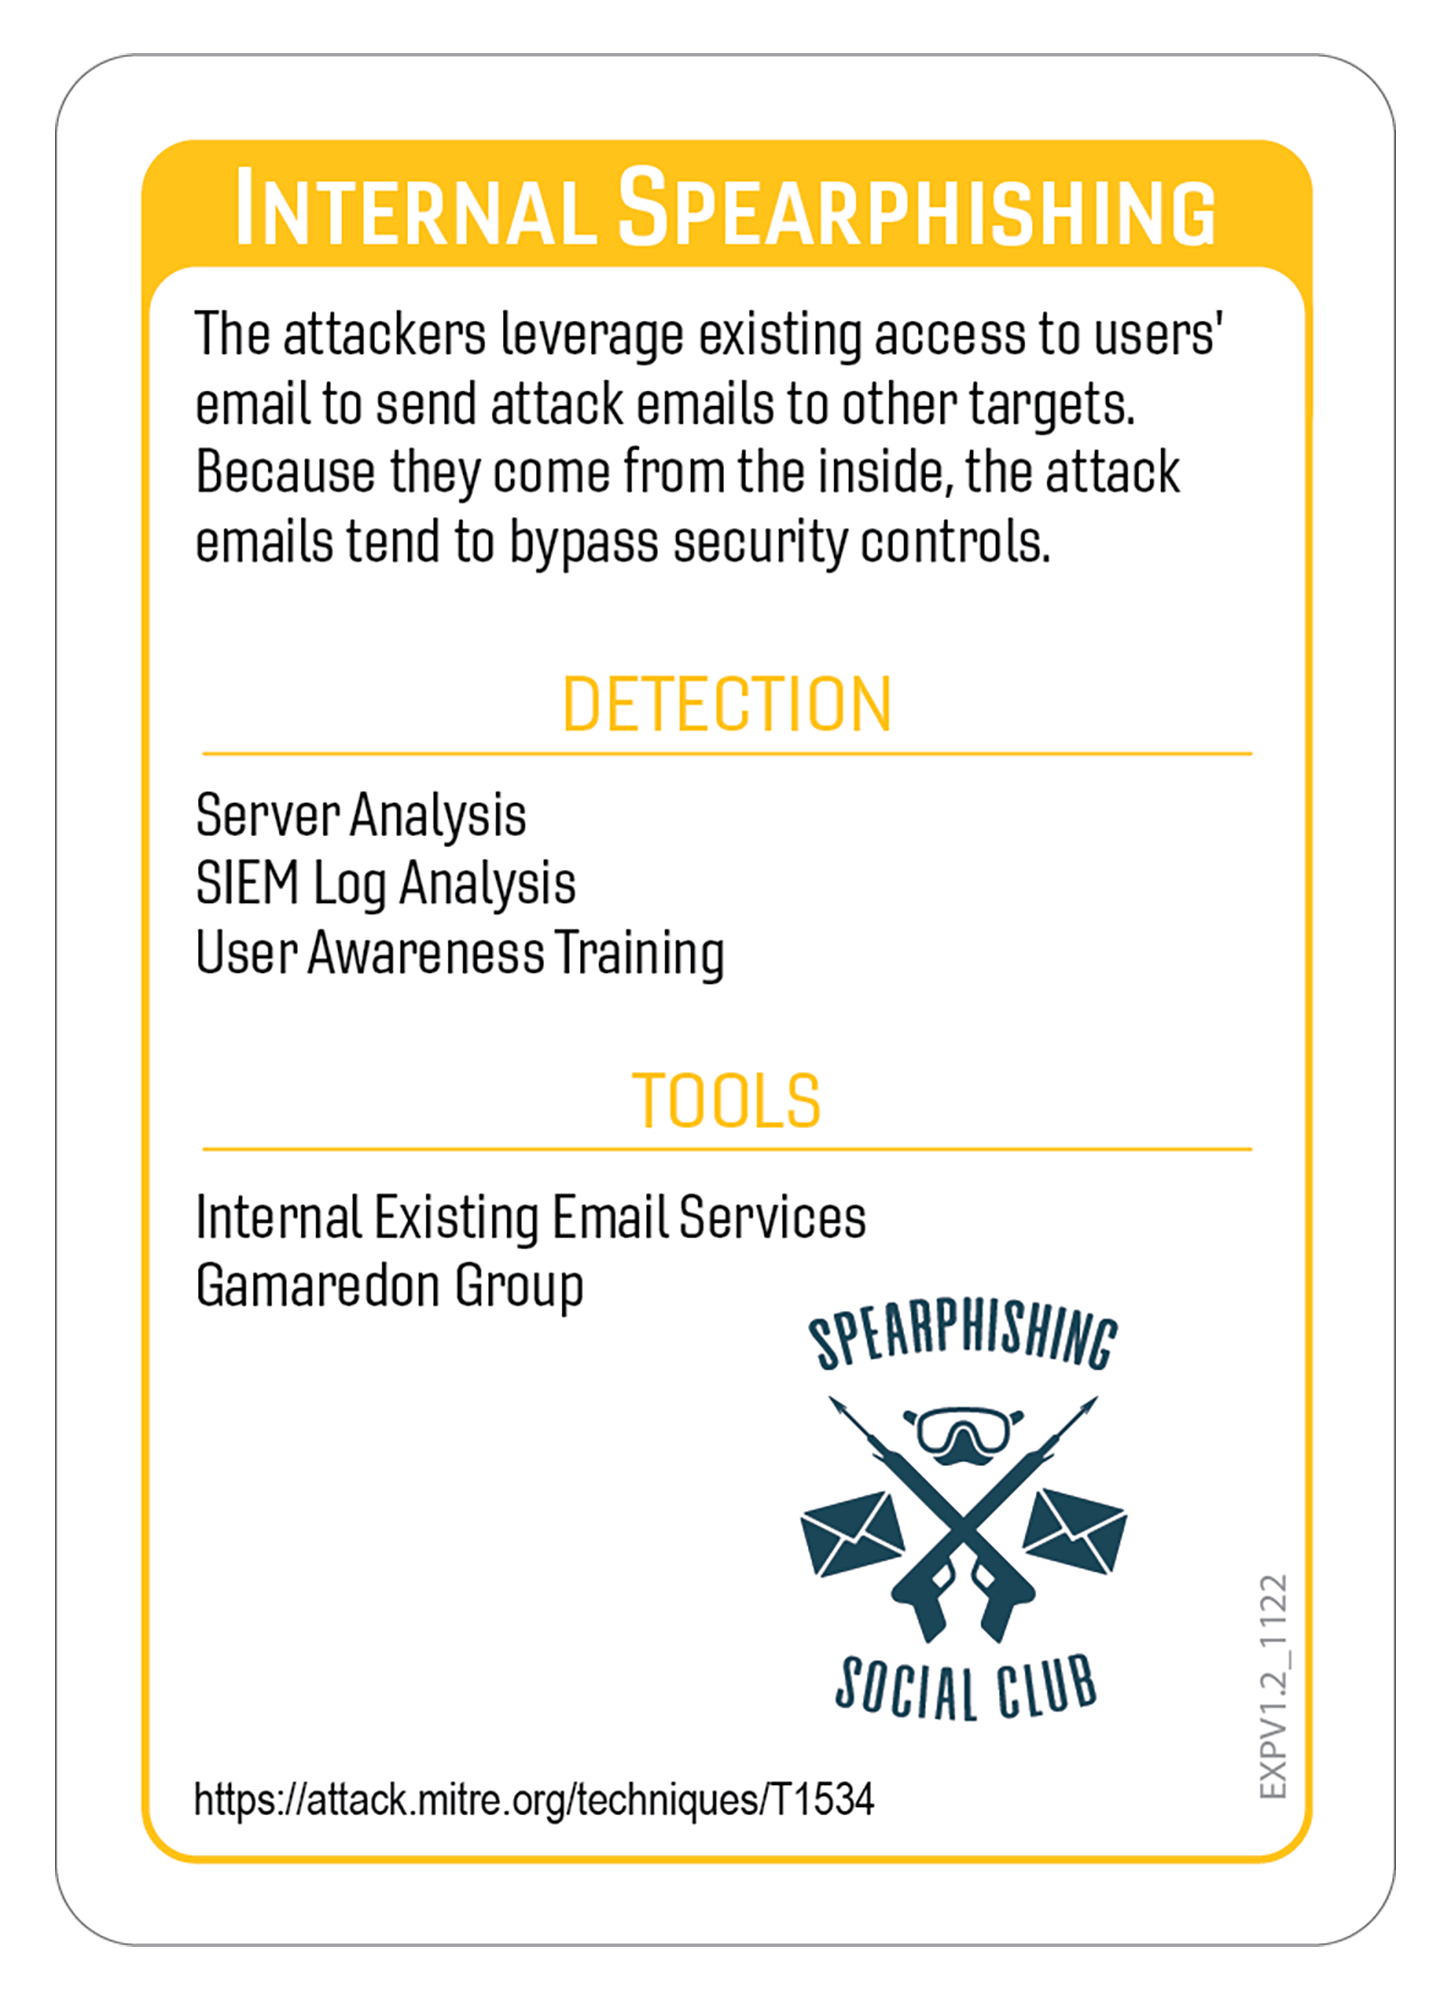 INTERNAL SPEARPHISHING
The attackers leverage existing access to users'
email to send attack emails to other targets.
Because they come from the inside, the attack
emails tend to bypass security controls.
DETECTION
Server Analysis
SIEM Log Analysis
User Awareness Training
TOOLS
Internal Existing Email Services
Gamaredon Group
SPEARPHISHING
SOCIAL CLUB
EXPV1.2_1122
https://attack.mitre.org/techniques/T1534